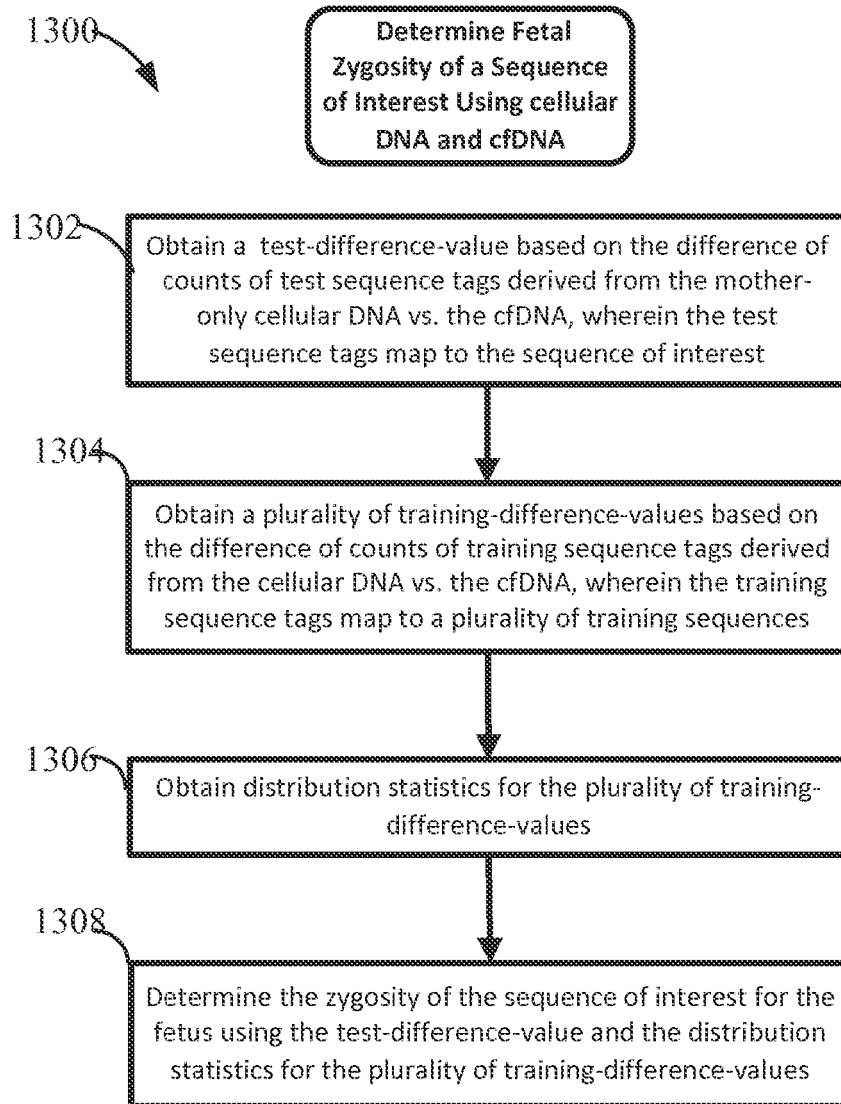 1300
Determine Fetal
Zygosity of a Sequence
of Interest Using cellular
DNA and cfDNA
1302
Obtain a test-difference-value based on the difference of
counts of test sequence tags derived from the mother-
only cellular DNA vs. the cfDNA, wherein the test
sequence tags map to the sequence of interest
1304
Obtain a plurality of training-difference-values based on
the difference of counts of training sequence tags derived
from the cellular DNA vs. the cfDNA, wherein the training
sequence tags map to a plurality of training sequences
1306
Obtain distribution statistics for the plurality of training-
difference-values
1308
Determine the zygosity of the sequence of interest for the
fetus using the test-difference-value and the distribution
statistics for the plurality of training-difference-values